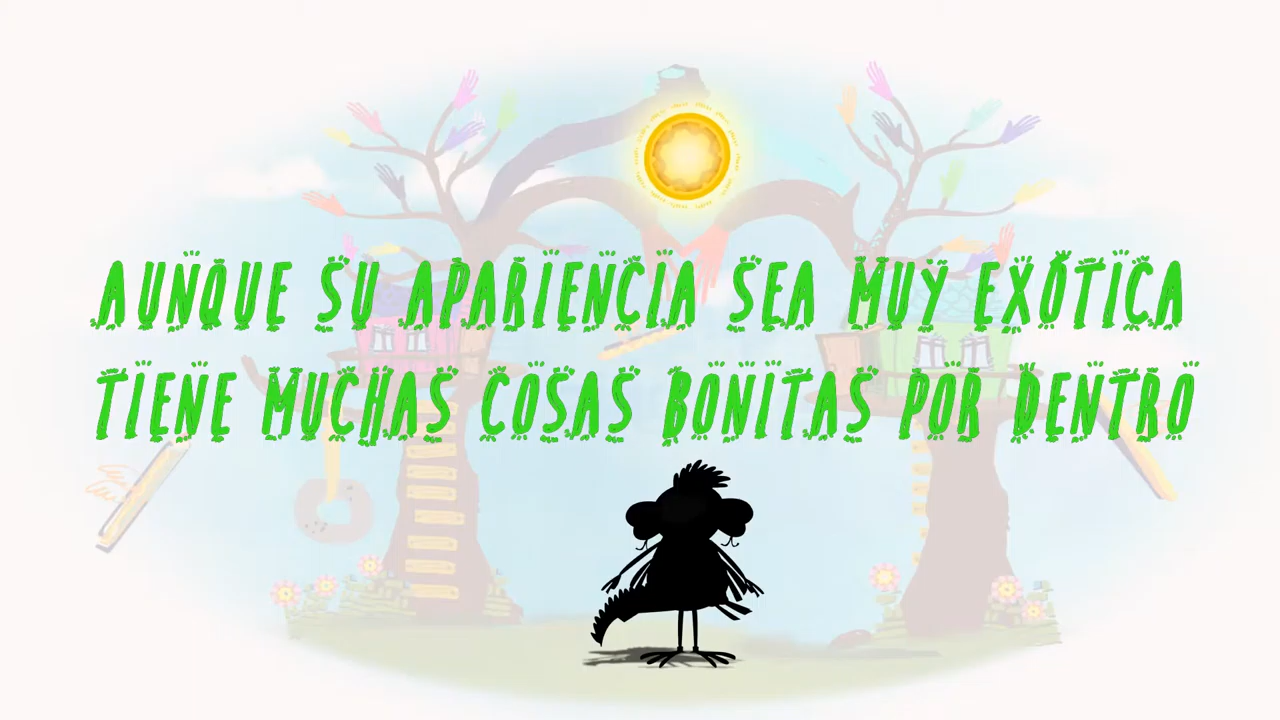 AUNQUE SU APARIENCIA SEA MUY EXÓTICA
TIENE MUCHAS COSAS BONITAS POR DENTRO